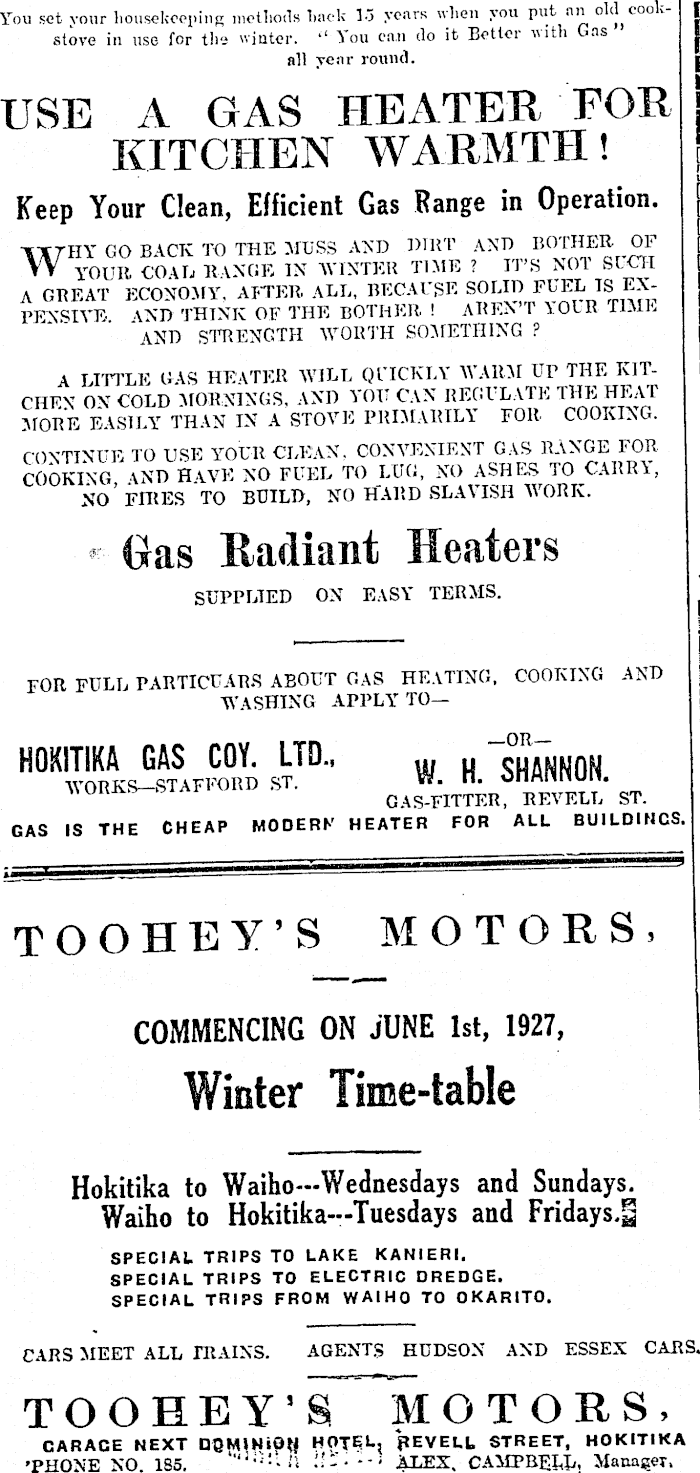 You set your housekeeping methods back 15 years when you put an old cook-
stove in use for the winter. "You can do it Better with Gas"
all year round.
USE A GAS HEATER FOR
KITCHEN WARMTH!
Keep Your Clean, Efficient Gas Range in Operation.
WHY GO BACK TO THE MUSS AND DIRT AND BOTHER OF
YOUR COAL RANGE IN WINTER TIME? IT'S NOT SUCH
A GREAT ECONOMY, AFTER ALL, BECAUSE SOLID FUEL IS EX-
PENSIVE. AND THINK OF THE BOTHER! AREN'T YOUR TIME
AND STRENGTH WORTH SOMETHING?
A LITTLE GAS HEATER WILL QUICKLY WARM UP THE KIT-
CHEN ON COLD MORNINGS, AND YOU CAN REGULATE THE HEAT
MORE EASILY THAN IN A STOVE PRIMARILY FOR COOKING.
CONTINUE TO USE YOUR CLEAN, CONVENIENT GAS RANGE FOR
COOKING, AND HAVE NO FUEL TO LUG, NO ASHES TO CARRY,
NO FIRES TO BUILD, NO HARD SLAVISH WORK.
Gas Radiant Heaters
SUPPLIED ON EASY TERMS.
FOR FULL PARTICUARS ABOUT GAS HEATING, COOKING AND
WASHING APPLY TO—
HOKITIKA GAS COY. LTD.,
WORKS—STAFFORD ST.
—OR—
W. H. SHANNON.
GAS-FITTER, REVELL ST.
GAS IS THE CHEAP MODERN HEATER FOR ALL BUILDINGS.
TOOHEY'S MOTORS,
COMMENCING ON JUNE 1st, 1927,
Winter Time-table
Hokitika to Waiho---Wednesdays and Sundays.
Waiho to Hokitika---Tuesdays and Fridays.
SPECIAL TRIPS TO LAKE KANIERI.
SPECIAL TRIPS TO ELECTRIC DREDGE.
SPECIAL TRIPS FROM WAIHO TO OKARITO.
CARS MEET ALL TRAINS. AGENTS HUDSON AND ESSEX CARS.
TOOHEY'S MOTORS,
GARAGE NEXT DOMINION HOTEL, REVELL STREET, HOKITIKA
'PHONE NO. 185. ALEX. CAMPBELL, Manager.